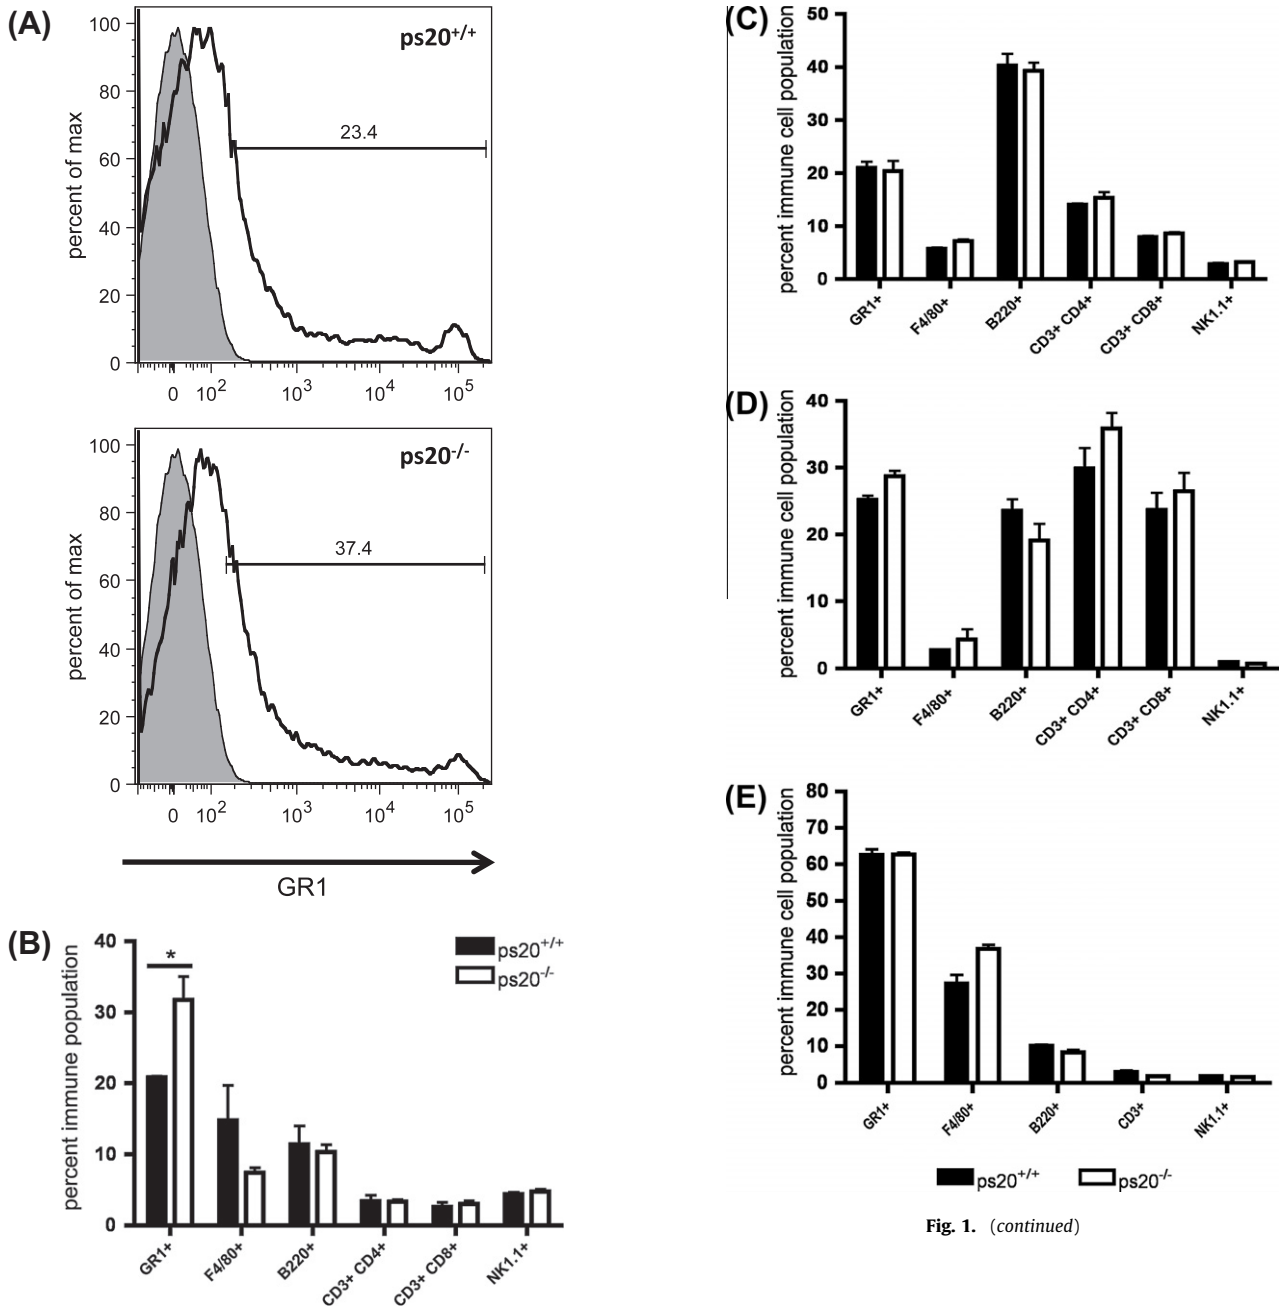 (A)
ps20+/+
23.4
percent of max
100
80
60
40
20
0
0 10² 10³ 10⁴ 10⁵
ps20-/-
37.4
percent of max
100
80
60
40
20
0
0 10² 10³ 10⁴ 10⁵
GR1
(B)
percent immune population
40
30
20
10
0
*
ps20+/+
ps20-/-
GR1+ F4/80+ B220+ CD3+ CD4+ CD3+ CD8+ NK1.1+
(C)
percent immune cell population
50
40
30
20
10
0
GR1+ F4/80+ B220+ CD3+ CD4+ CD3+ CD8+ NK1.1+
(D)
percent immune cell population
40
30
20
10
0
GR1+ F4/80+ B220+ CD3+ CD4+ CD3+ CD8+ NK1.1+
(E)
percent immune cell population
80
70
60
50
40
30
20
10
0
GR1+ F4/80+ B220+ CD3+ NK1.1+
ps20+/+ ps20-/-
Fig. 1. (continued)